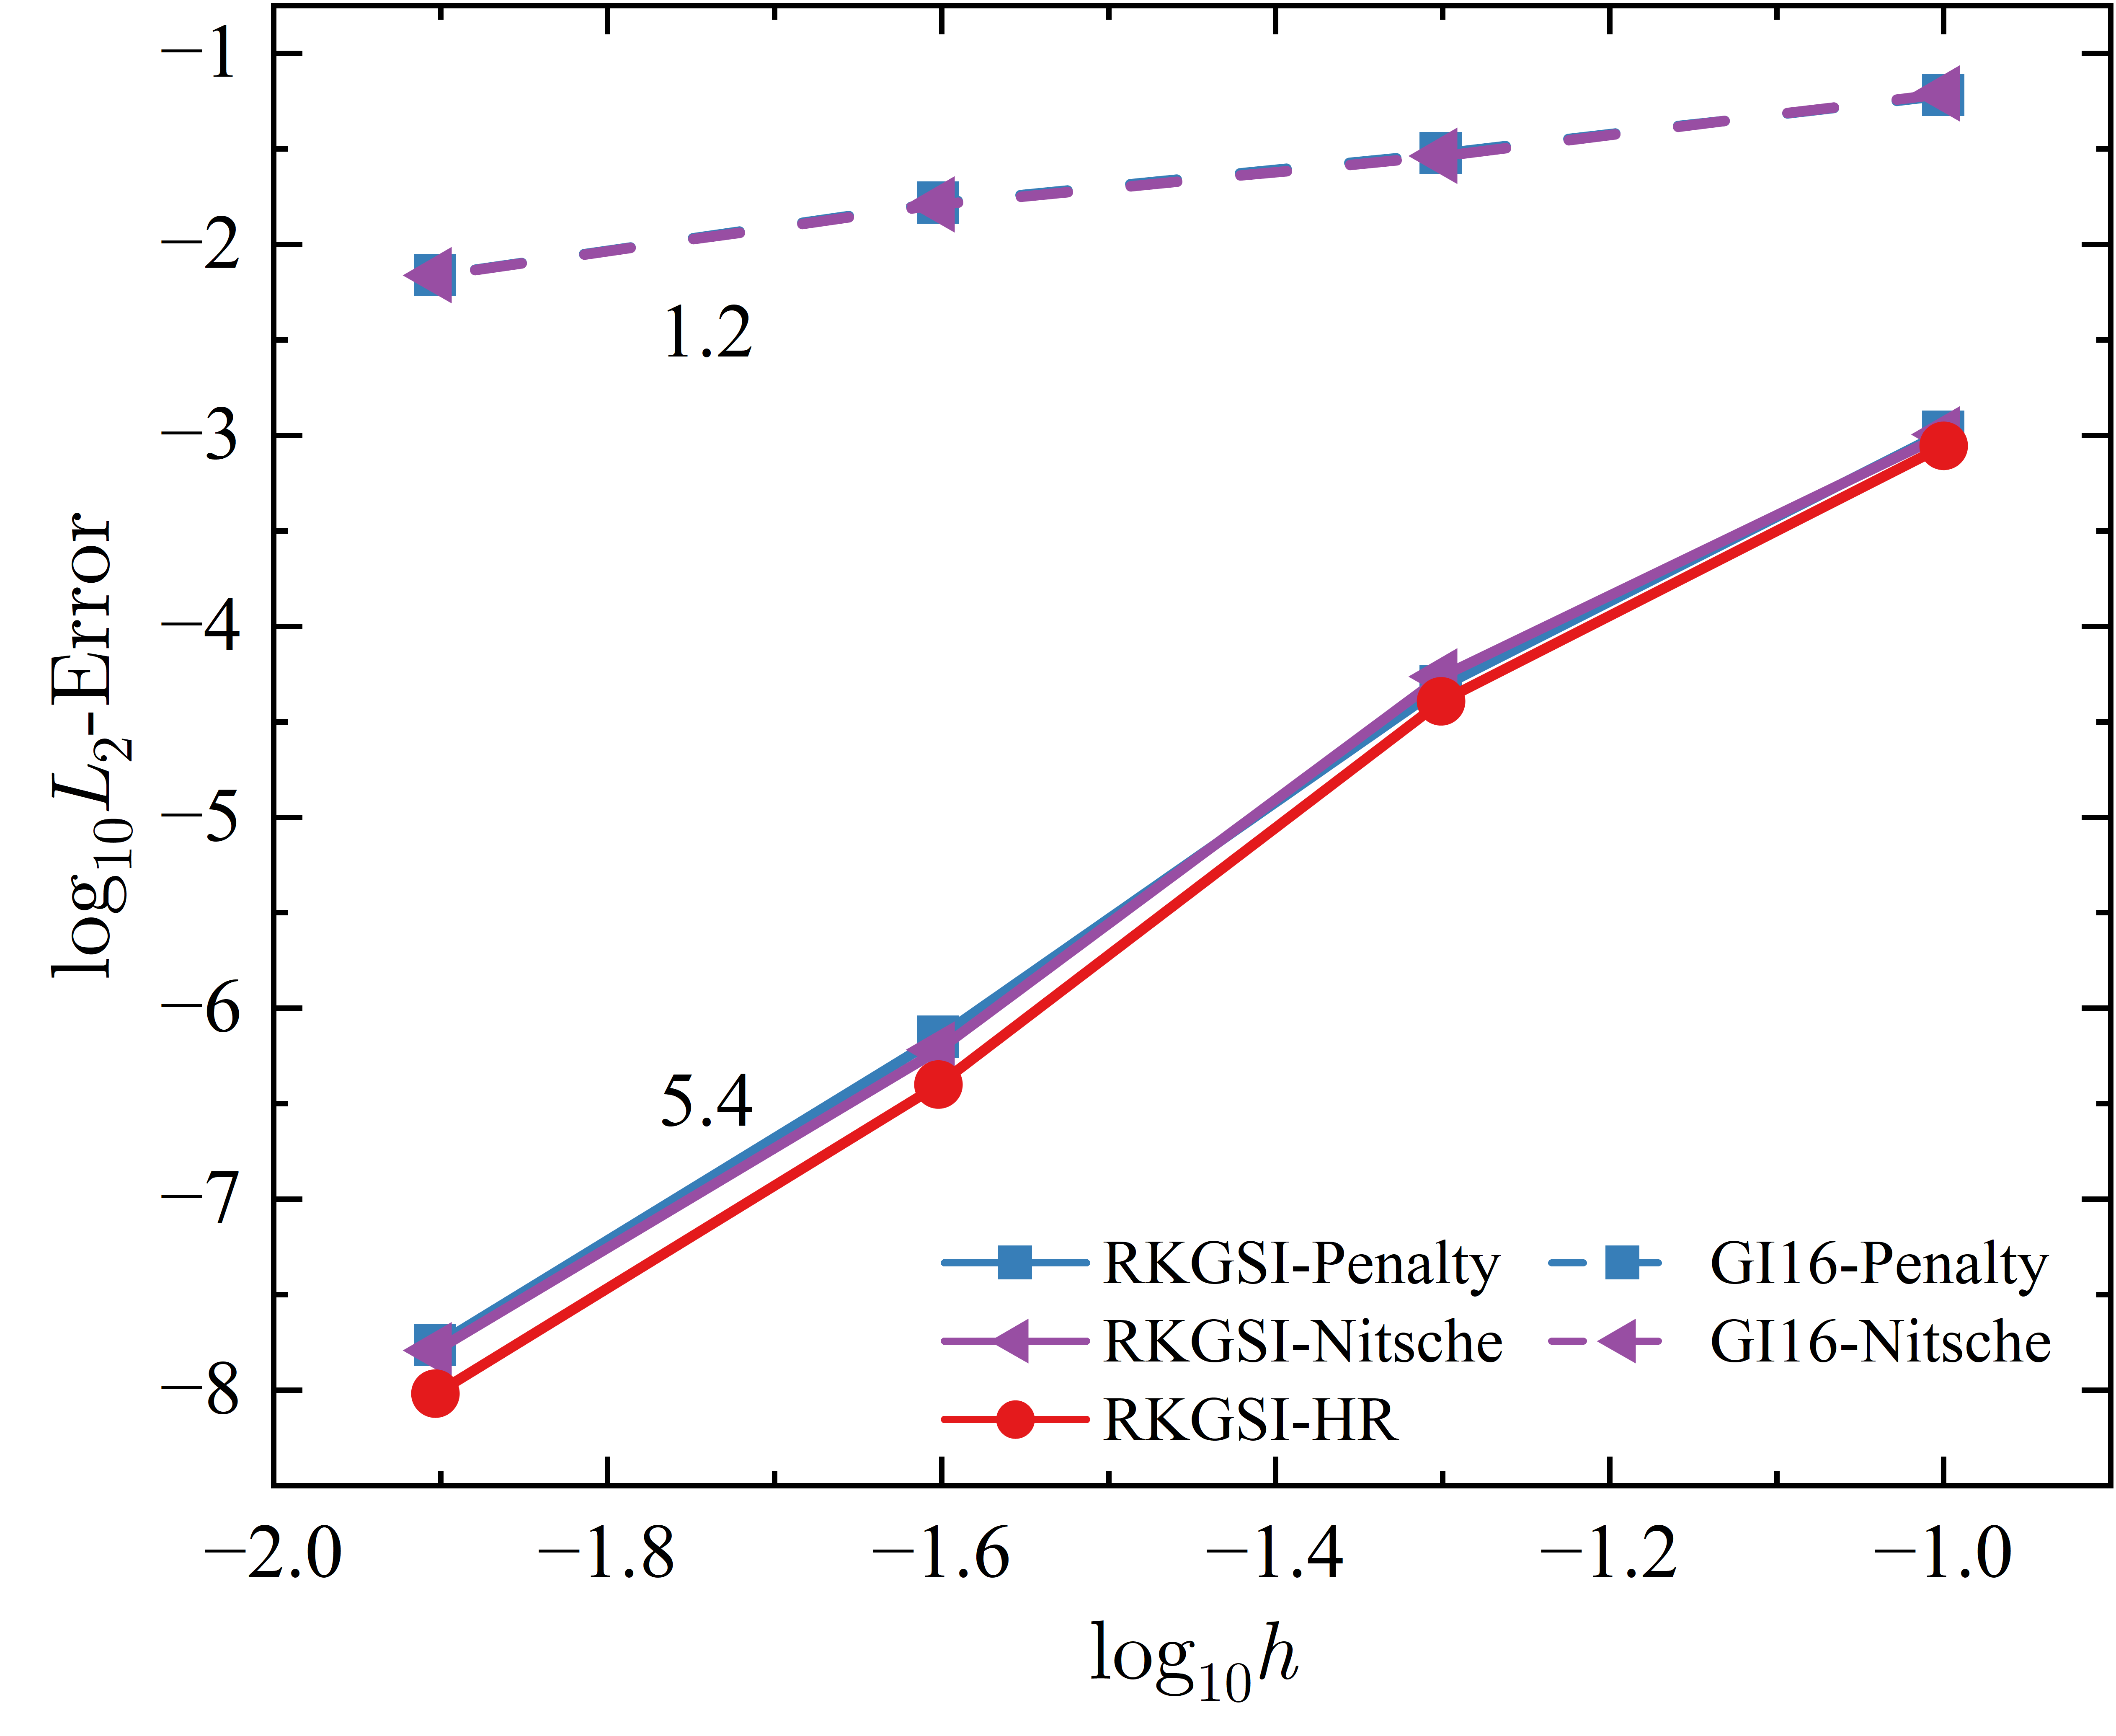 log₁₀L₂-Error
−1
−2
−3
−4
−5
−6
−7
−8
1.2
5.4
RKGSI-Penalty GI16-Penalty
RKGSI-Nitsche GI16-Nitsche
RKGSI-HR
−2.0 −1.8 −1.6 −1.4 −1.2 −1.0
log₁₀h